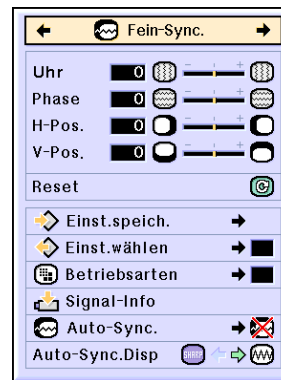 Fein-Sync.
Uhr 0 - +
Phase 0 - +
H-Pos. 0 - +
V-Pos. 0 - +
Reset
Einst.speich.
Einst.wählen
Betriebsarten
Signal-Info
Auto-Sync.
Auto-Sync.Disp SHARP